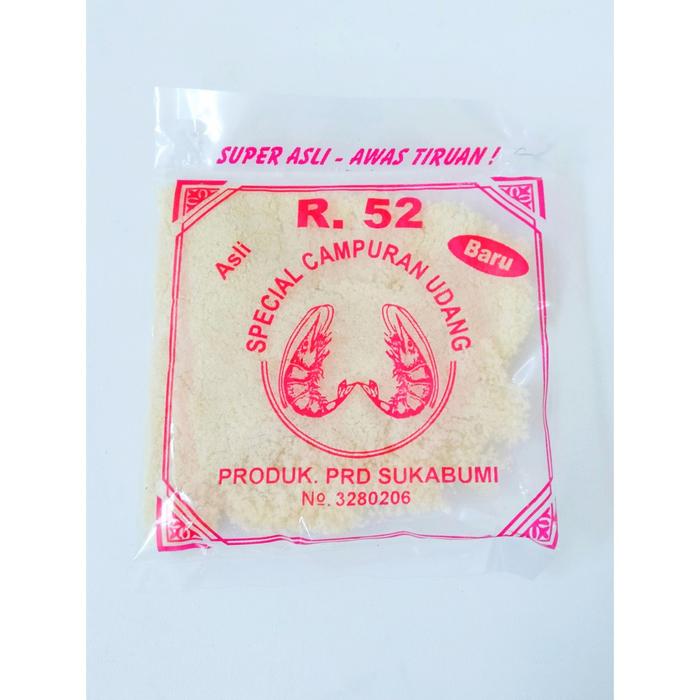 SUPER ASLI - AWAS TIRUAN !
R. 52
Asli
Baru
SPECIAL CAMPURAN UDANG
PRODUK. PRD SUKABUMI
No. 3280206